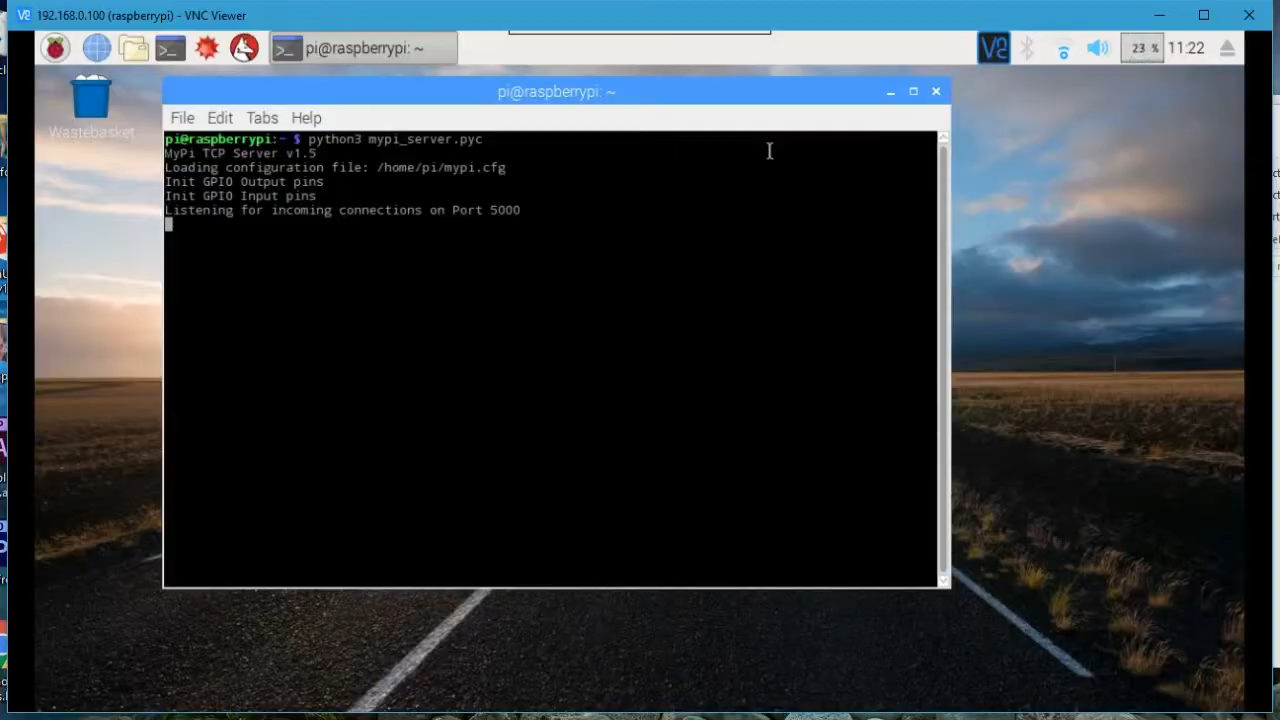 192.168.0.100 (raspberrypi) - VNC Viewer
pi@raspberrypi: ~
23 %
11:22
Wastebasket
pi@raspberrypi: ~
File Edit Tabs Help
pi@raspberrypi:~ $ python3 mypi_server.pyc
MyPi TCP Server v1.5
Loading configuration file: /home/pi/mypi.cfg
Init GPIO Output pins
Init GPIO Input pins
Listening for incoming connections on Port 5000